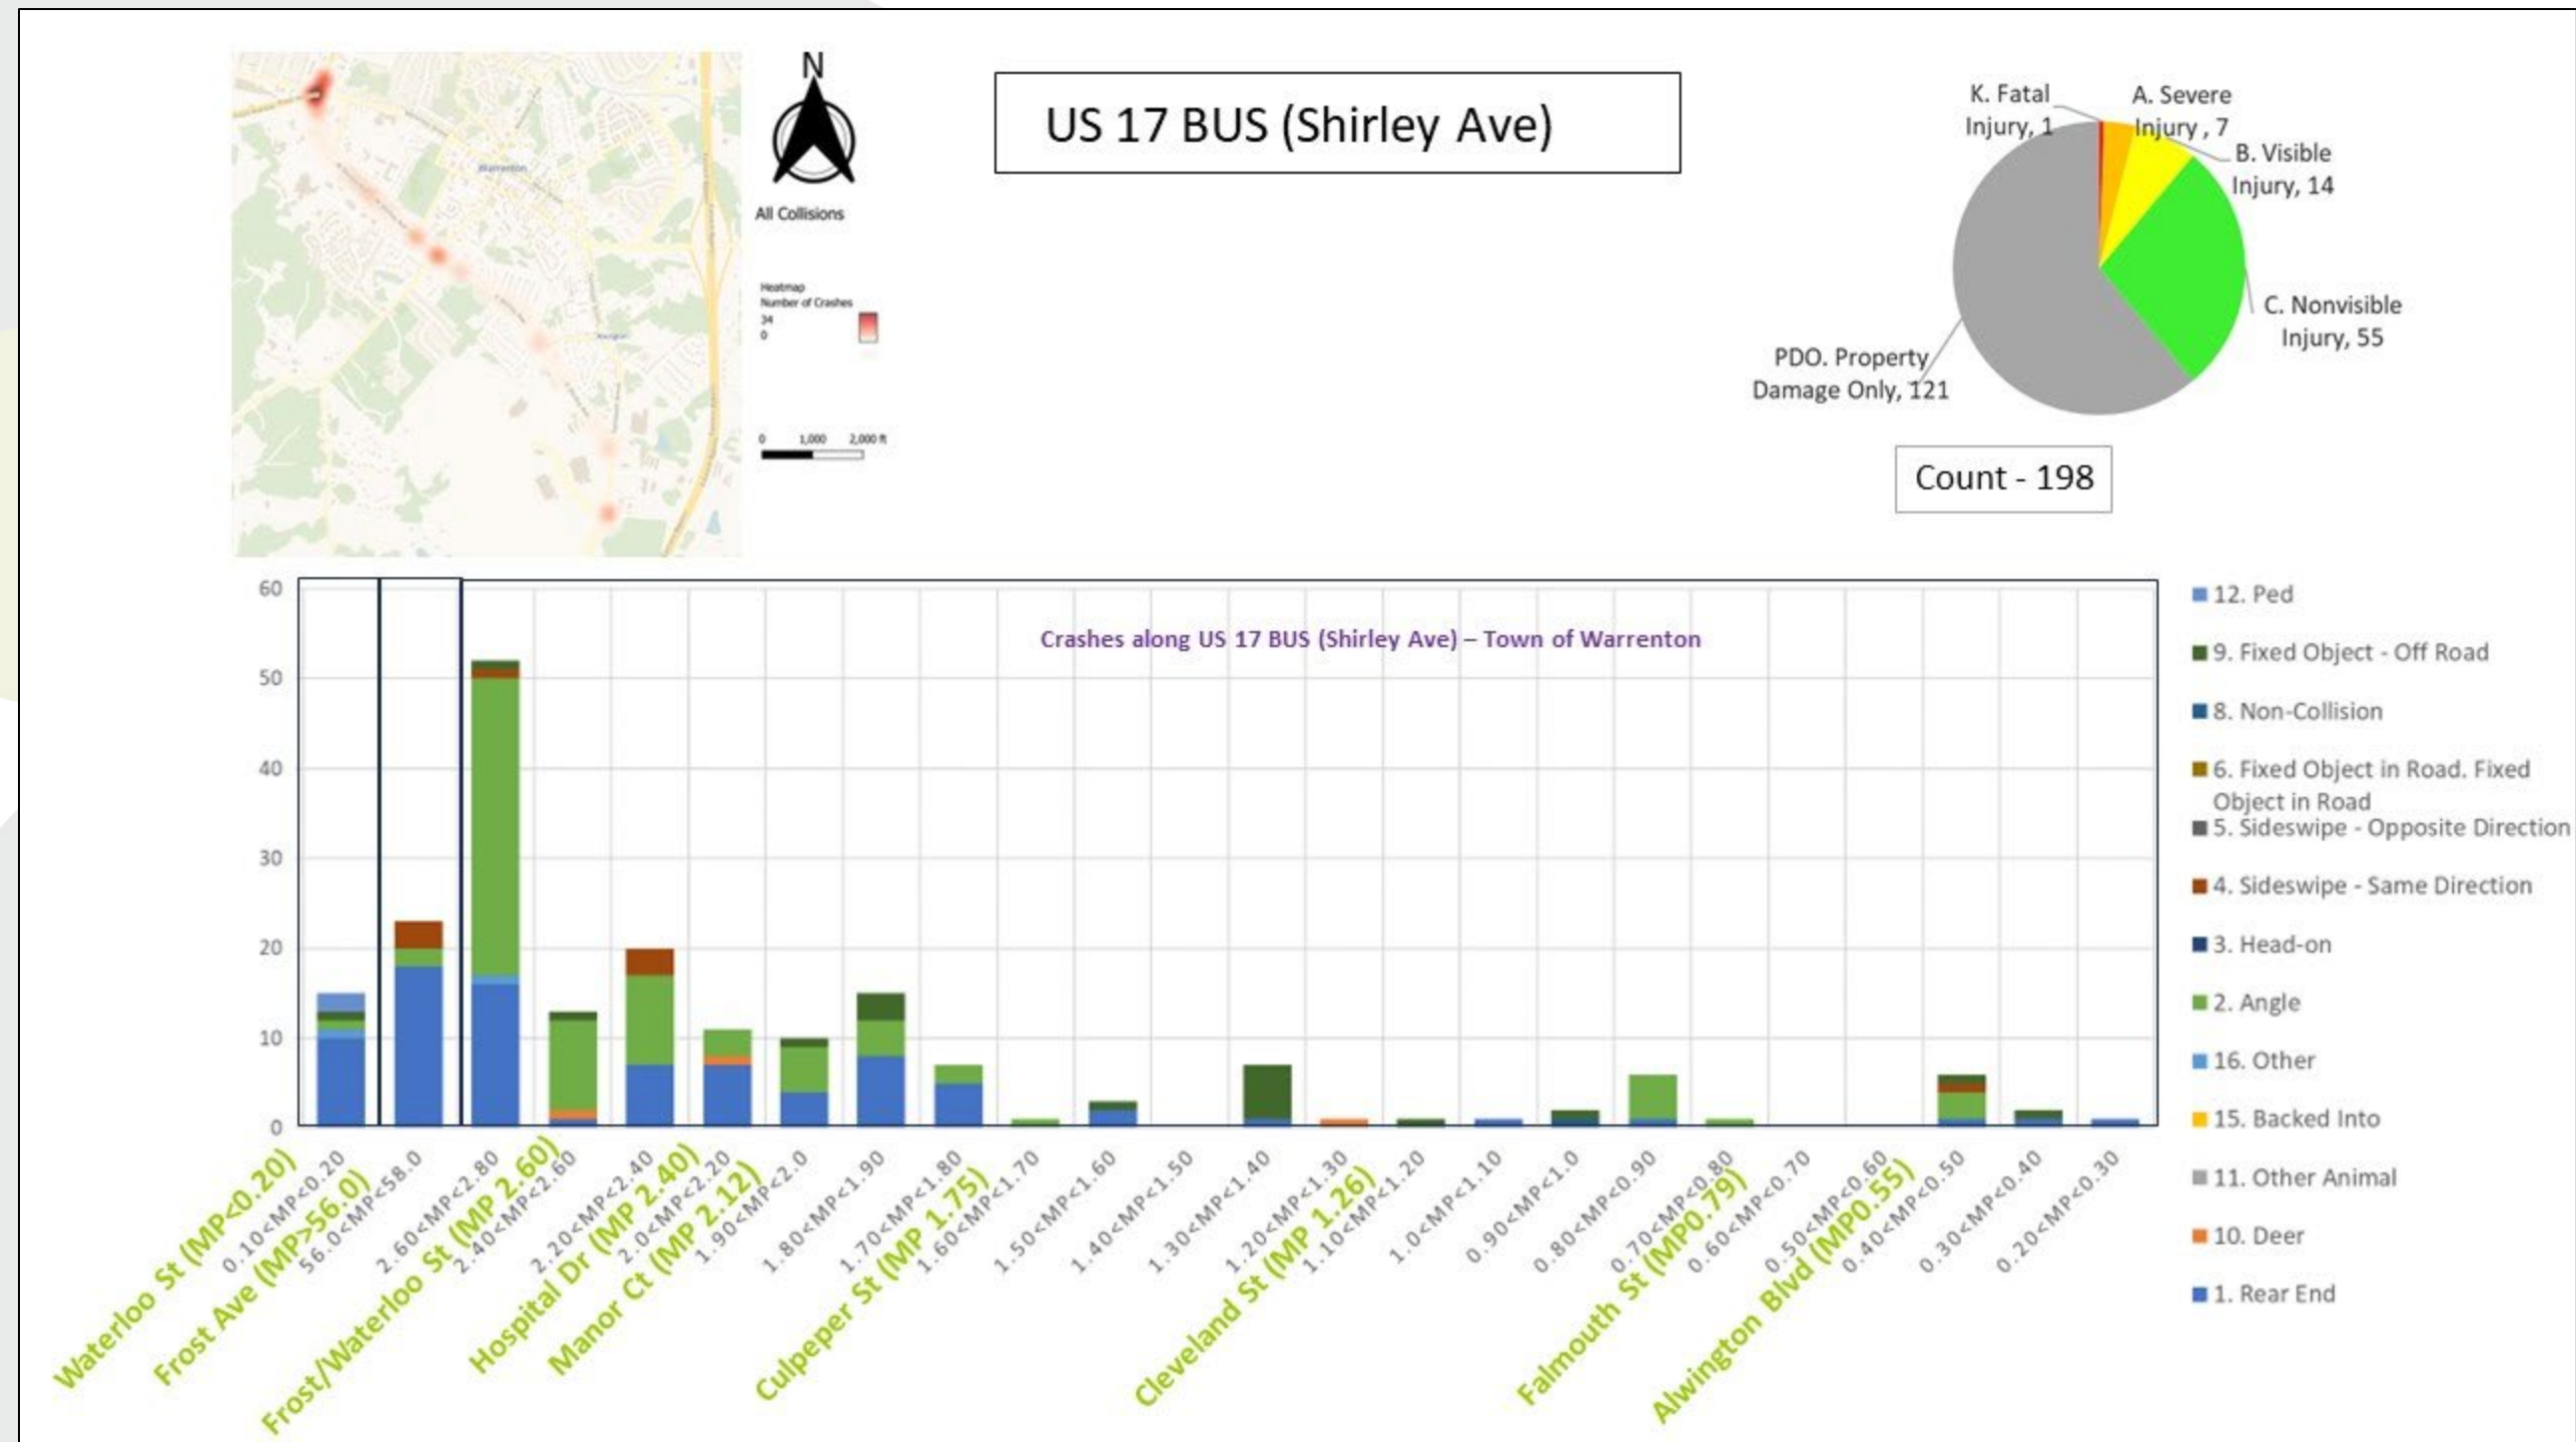 N
US 17 BUS (Shirley Ave)
All Collisions
Heatmap
Number of Crashes
34
0
0 1,000 2,000 ft
Warrenton
K. Fatal
Injury, 1
A. Severe
Injury , 7
B. Visible
Injury, 14
C. Nonvisible
Injury, 55
PDO. Property
Damage Only, 121
Count - 198
Crashes along US 17 BUS (Shirley Ave) – Town of Warrenton
60
50
40
30
20
10
0
12. Ped
9. Fixed Object - Off Road
8. Non-Collision
6. Fixed Object in Road. Fixed
Object in Road
5. Sideswipe - Opposite Direction
4. Sideswipe - Same Direction
3. Head-on
2. Angle
16. Other
15. Backed Into
11. Other Animal
10. Deer
1. Rear End
0.10<MP<0.20
56.0<MP<58.0
2.60<MP<2.80
2.40<MP<2.60
2.20<MP<2.40
2.0<MP<2.20
1.90<MP<2.0
1.80<MP<1.90
1.70<MP<1.80
1.60<MP<1.70
1.50<MP<1.60
1.40<MP<1.50
1.30<MP<1.40
1.20<MP<1.30
1.10<MP<1.20
1.0<MP<1.10
0.90<MP<1.0
0.80<MP<0.90
0.70<MP<0.80
0.60<MP<0.70
0.50<MP<0.60
0.40<MP<0.50
0.30<MP<0.40
0.20<MP<0.30
Waterloo St (MP<0.20)
Frost Ave (MP>56.0)
Frost/Waterloo St (MP 2.60)
Hospital Dr (MP 2.40)
Manor Ct (MP 2.12)
Culpeper St (MP 1.75)
Cleveland St (MP 1.26)
Falmouth St (MP0.79)
Alwington Blvd (MP0.55)